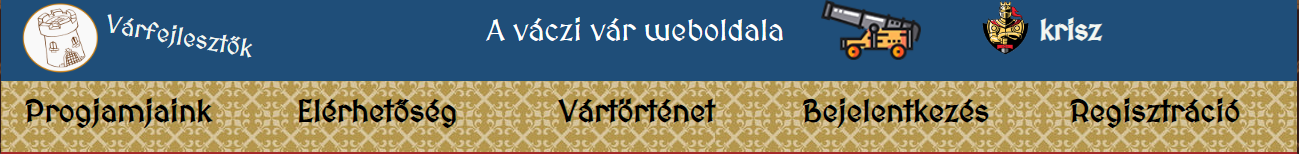 Várfejlesztők
A váczi vár weboldala
krisz
Progjamjaink Elérhetőség Vártörténet Bejelentkezés Regisztráció